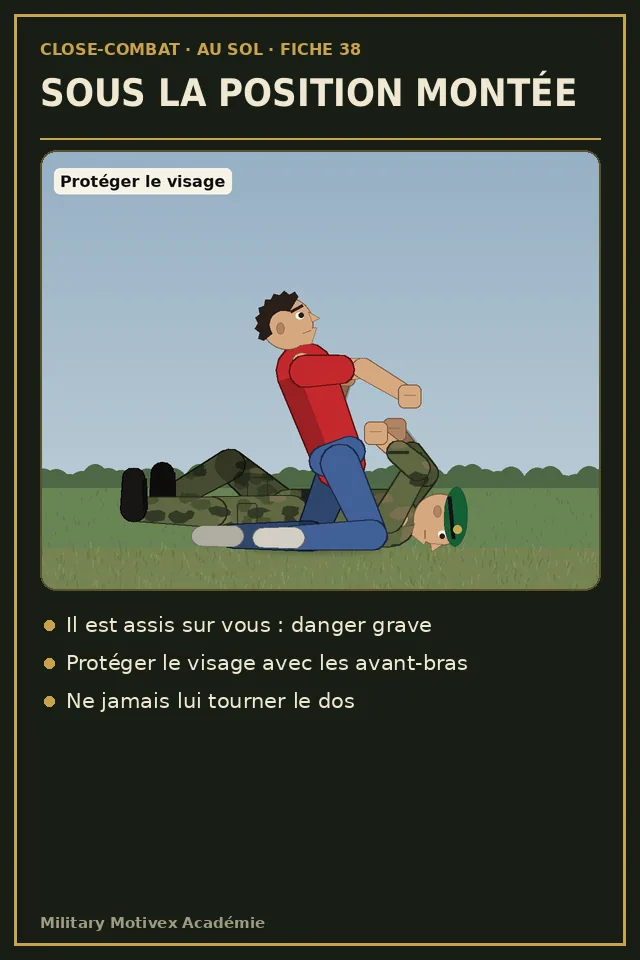 CLOSE-COMBAT · AU SOL · FICHE 38
SOUS LA POSITION MONTÉE
Protéger le visage
Il est assis sur vous : danger grave
Protéger le visage avec les avant-bras
Ne jamais lui tourner le dos
Military Motivex Académie